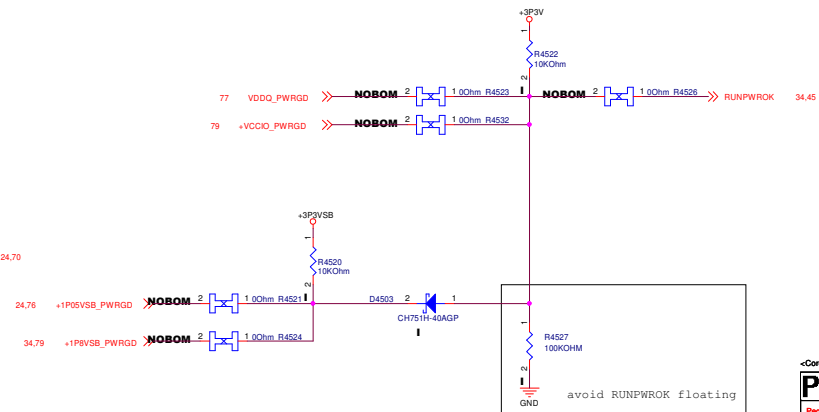 +3P3V
1
R4522
10KOhm
2
77 VDDQ_PWRGD NOBOM 2 1 0Ohm R4523 NOBOM 2 1 0Ohm R4526 RUNPWROK 34,45
79 +VCCIO_PWRGD NOBOM 2 1 0Ohm R4532
+3P3VSB
1
24,70
R4520
10KOhm
2
24,76 +1P05VSB_PWRGD NOBOM 2 1 0Ohm R4521 D4503 2 1
CH751H-40AGP
34,79 +1P8VSB_PWRGD NOBOM 2 1 0Ohm R4524
1
R4527
100KOHM
2
GND
avoid RUNPWROK floating